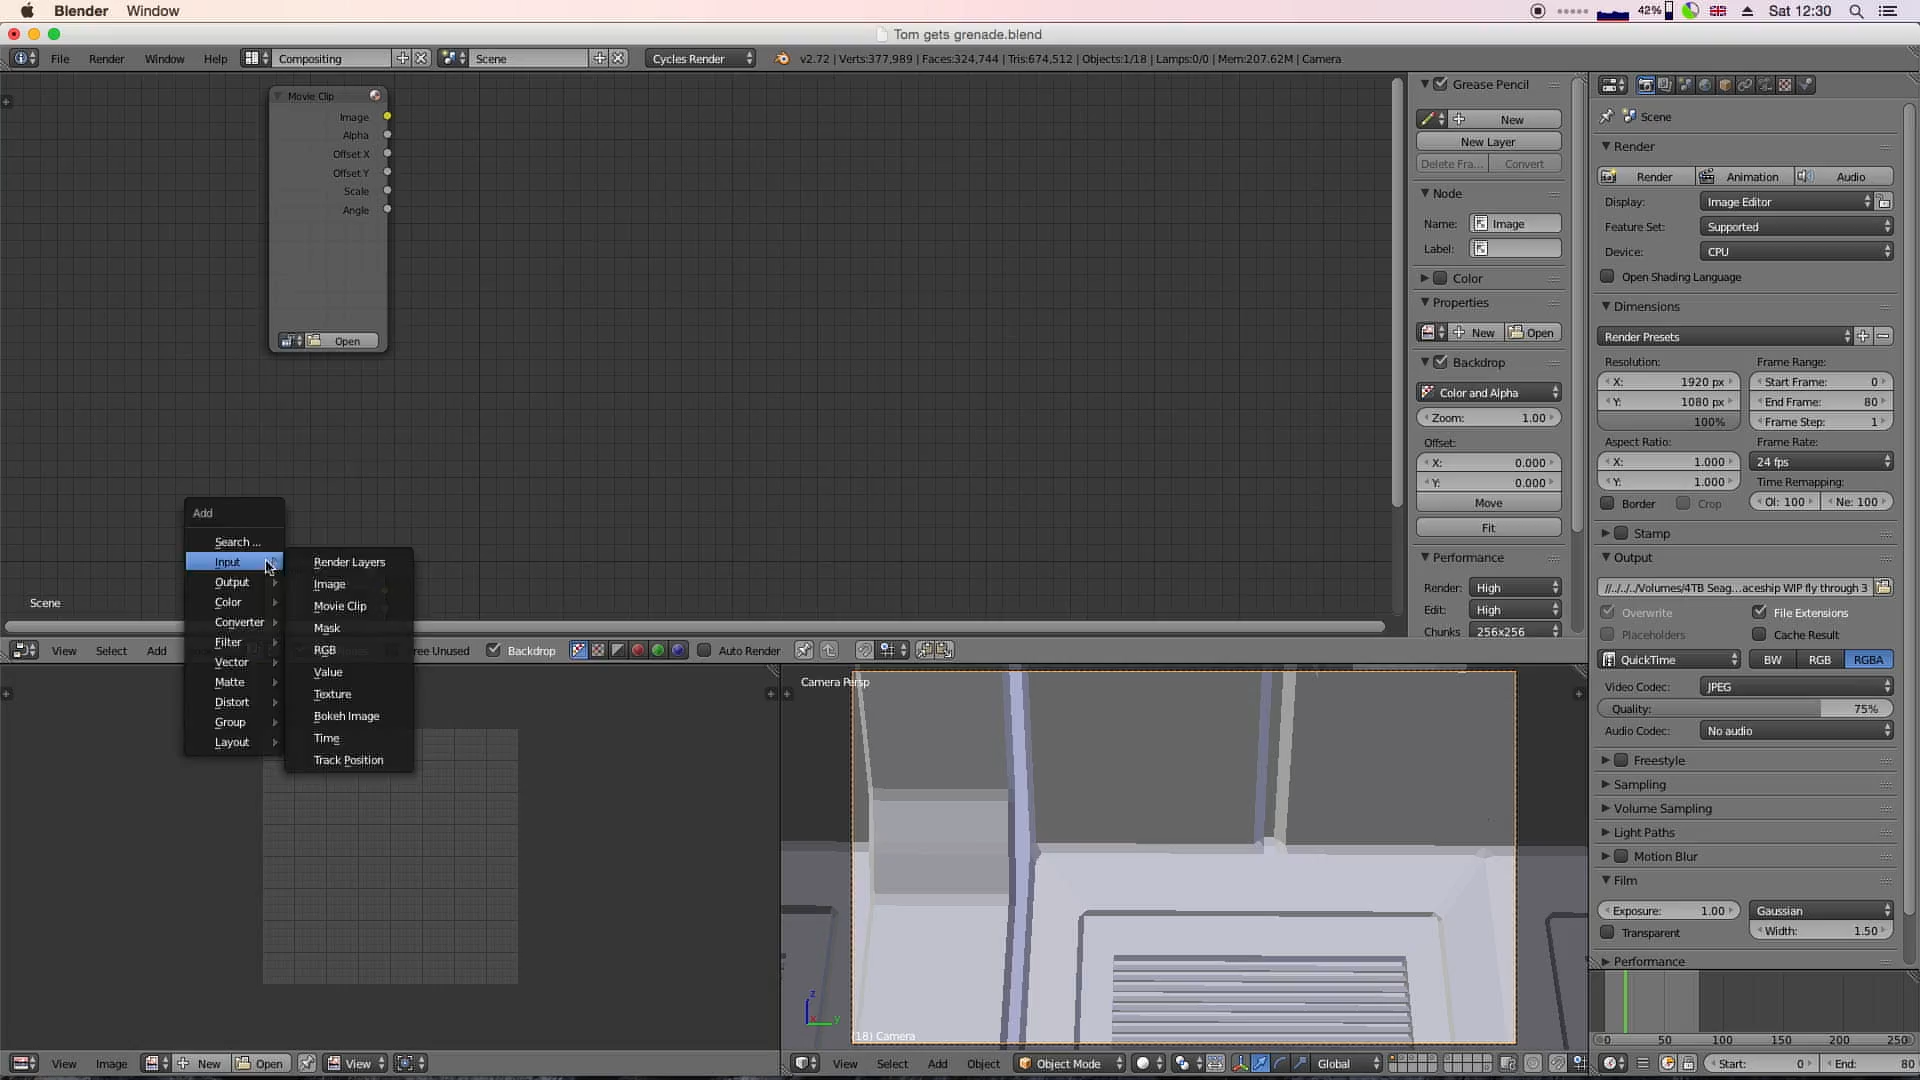 Blender Window 42% Sat 12:30
Tom gets grenade.blend
File Render Window Help Compositing Scene Cycles Render v2.72 | Verts:377,989 | Faces:324,744 | Tris:674,512 | Objects:1/18 | Lamps:0/0 | Mem:207.62M | Camera
Movie Clip
Image
Alpha
Offset X
Offset Y
Scale
Angle
Open
Add
Search ...
Input
Output
Color
Converter
Filter
Vector
Matte
Distort
Group
Layout
Render Layers
Image
Movie Clip
Mask
RGB
Value
Texture
Bokeh Image
Time
Track Position
Scene
View Select Add ree Unused Backdrop Auto Render
Grease Pencil
New
New Layer
Delete Fra... Convert
Node
Name: Image
Label:
Color
Properties
New Open
Backdrop
Color and Alpha
Zoom: 1.00
Offset:
X: 0.000
Y: 0.000
Move
Fit
Performance
Render: High
Edit: High
Chunks 256x256
Scene
Render
Render Animation Audio
Display: Image Editor
Feature Set: Supported
Device: CPU
Open Shading Language
Dimensions
Render Presets
Resolution: Frame Range:
X: 1920 px Start Frame: 0
Y: 1080 px End Frame: 80
100% Frame Step: 1
Aspect Ratio: Frame Rate:
X: 1.000 24 fps
Y: 1.000 Time Remapping:
Border Crop Ol: 100 Ne: 100
Stamp
Output
//../../../Volumes/4TB Seag...aceship WIP fly through 3
Overwrite File Extensions
Placeholders Cache Result
QuickTime BW RGB RGBA
Video Codec: JPEG
Quality: 75%
Audio Codec: No audio
Freestyle
Sampling
Volume Sampling
Light Paths
Motion Blur
Film
Exposure: 1.00 Gaussian
Transparent Width: 1.50
Performance
Camera Persp
z
x y
(18) Camera
0 50 100 150 200 250
View Image New Open View
View Select Add Object Object Mode Global
Start: 0 End: 80